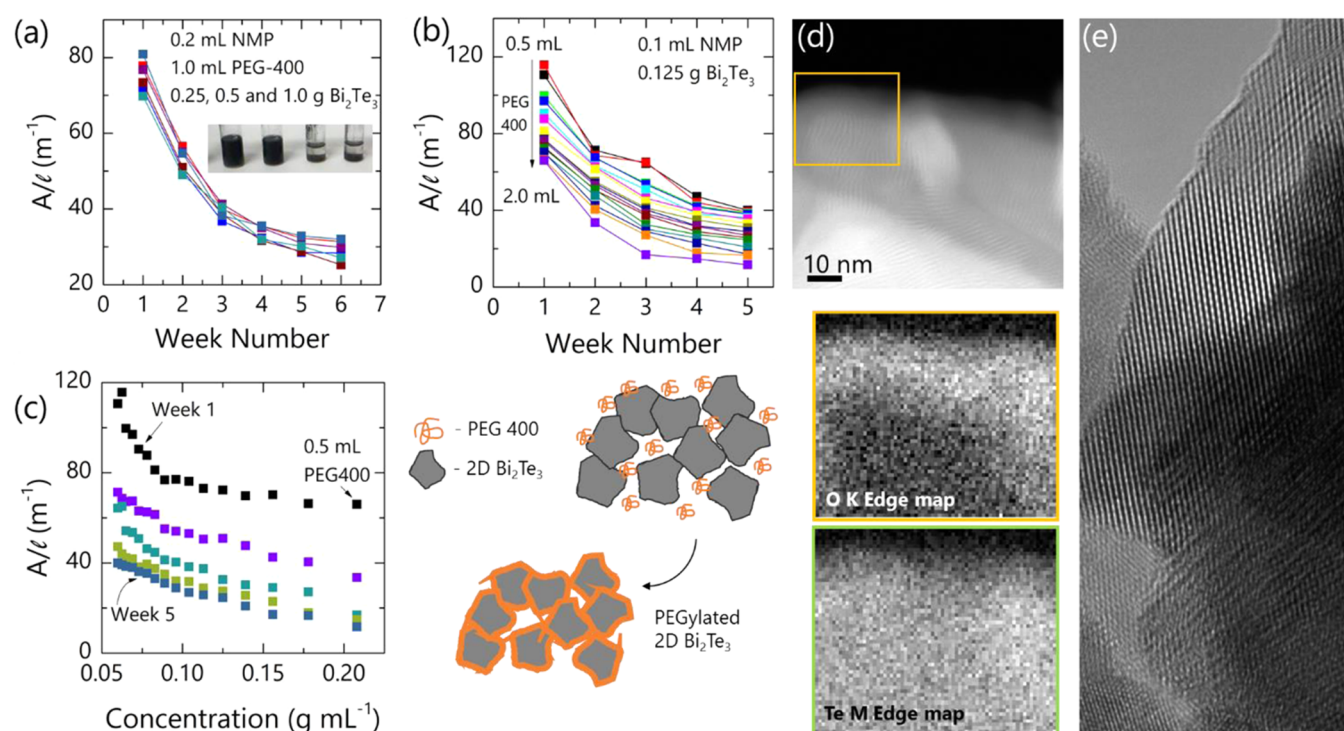 (a)
0.2 mL NMP
1.0 mL PEG-400
0.25, 0.5 and 1.0 g Bi₂Te₃
A/ℓ (m⁻¹)
80
60
40
20
0 1 2 3 4 5 6 7
Week Number
(b)
0.5 mL
0.1 mL NMP
0.125 g Bi₂Te₃
PEG
400
2.0 mL
A/ℓ (m⁻¹)
120
80
40
0
0 1 2 3 4 5
Week Number
(c)
Week 1
0.5 mL
PEG400
Week 5
A/ℓ (m⁻¹)
120
80
40
0
0.05 0.10 0.15 0.20
Concentration (g mL⁻¹)
- PEG 400
- 2D Bi₂Te₃
PEGylated
2D Bi₂Te₃
(d)
10 nm
O K Edge map
Te M Edge map
(e)